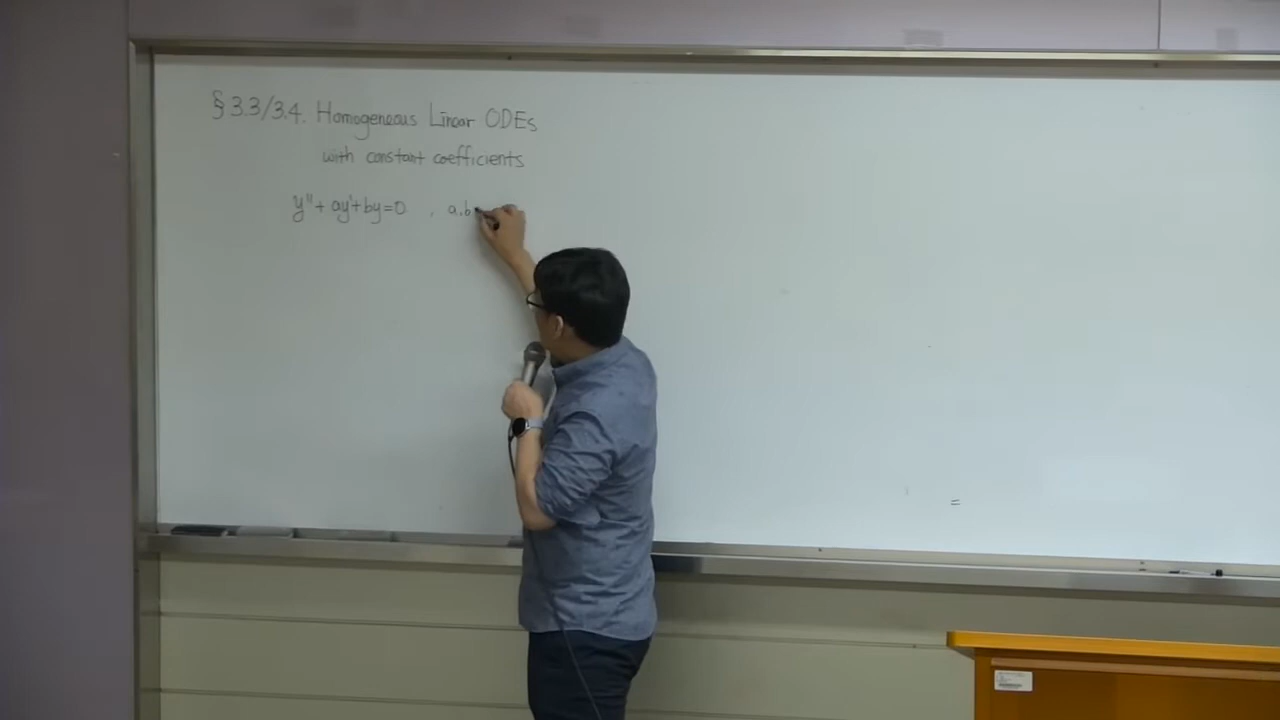 §3.3/3.4. Homogeneous Linear ODEs
with constant coefficients
y"+ ay'+by=0 , a.b
=